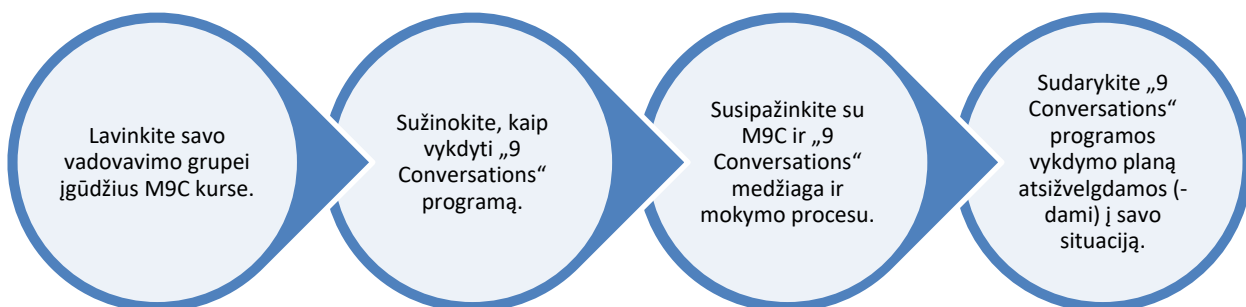 Lavinkite savo
vadovavimo grupei
įgūdžius M9C kurse.
Sužinokite, kaip
vykdyti „9
Conversations“
programą.
Susipažinkite su
M9C ir „9
Conversations“
medžiaga ir
mokymo procesu.
Sudarykite „9
Conversations“
programos
vykdymo planą
atsižvelgdamos (-
dami) į savo
situaciją.